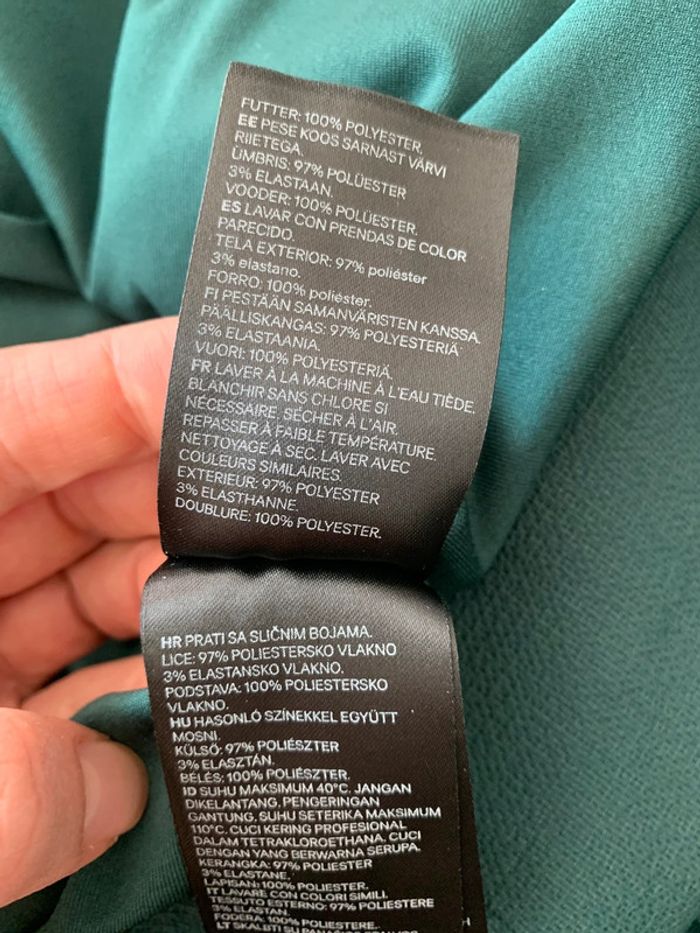 FUTTER: 100% POLYESTER.
EE PESE KOOS SARNAST VÄRVI
RIIETEGA.
ÜMBRIS: 97% POLÜESTER
3% ELASTAAN.
VOODER: 100% POLÜESTER.
ES LAVAR CON PRENDAS DE COLOR
PARECIDO.
TELA EXTERIOR: 97% poliéster
3% elastano.
FORRO: 100% poliéster.
FI PESTÄÄN SAMANVÄRISTEN KANSSA.
PÄÄLLISKANGAS: 97% POLYESTERIÄ
3% ELASTAANIA.
VUORI: 100% POLYESTERIÄ.
FR LAVER À LA MACHINE À L'EAU TIÈDE.
BLANCHIR SANS CHLORE SI
NÉCESSAIRE. SÉCHER À L'AIR.
REPASSER À FAIBLE TEMPÉRATURE.
NETTOYAGE À SEC. LAVER AVEC
COULEURS SIMILAIRES.
EXTERIEUR: 97% POLYESTER
3% ELASTHANNE.
DOUBLURE: 100% POLYESTER.
HR PRATI SA SLIČNIM BOJAMA.
LICE: 97% POLIESTERSKO VLAKNO
3% ELASTANSKO VLAKNO.
PODSTAVA: 100% POLIESTERSKO
VLAKNO.
HU HASONLÓ SZÍNEKKEL EGYÜTT
MOSNI.
KÜLSŐ: 97% POLIÉSZTER
3% ELASZTÁN.
BÉLÉS: 100% POLIÉSZTER.
ID SUHU MAKSIMUM 40°C. JANGAN
DIKELANTANG. PENGERINGAN
GANTUNG. SUHU SETERIKA MAKSIMUM
110°C. CUCI KERING PROFESIONAL
DALAM TETRAKLOROETHANA. CUCI
DENGAN YANG BERWARNA SERUPA.
KERANGKA: 97% POLIESTER
3% ELASTANE.
LAPISAN: 100% POLIESTER.
IT LAVARE CON COLORI SIMILI.
TESSUTO ESTERNO: 97% POLIESTERE
3% ELASTAN.
FODERA: 100% POLIESTERE.
LT SKALBTI SU
H